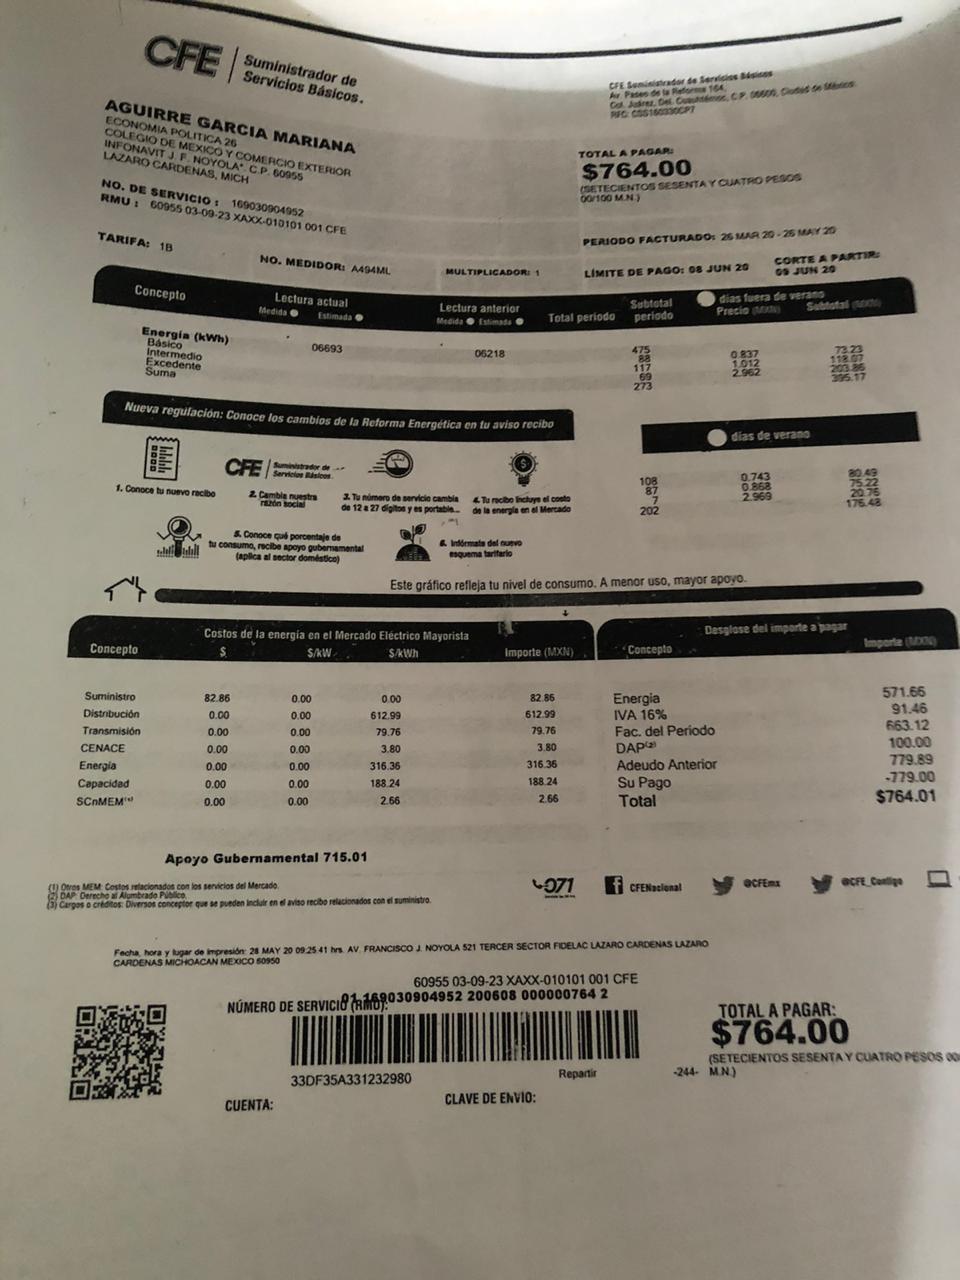 CFE Suministrador de
Servicios Básicos.
CFE Suministrador de Servicios Básicos
Av. Paseo de la Reforma 164,
Col. Juárez, Del. Cuauhtémoc, C.P. 06600, Ciudad de México.
RFC: CSS160330CP7
AGUIRRE GARCIA MARIANA
ECONOMIA POLITICA 26
COLEGIO DE MEXICO Y COMERCIO EXTERIOR
INFONAVIT J. F. NOYOLA*. C.P. 60955
LAZARO CARDENAS, MICH
TOTAL A PAGAR:
$764.00
(SETECIENTOS SESENTA Y CUATRO PESOS
00/100 M.N.)
NO. DE SERVICIO : 169030904952
RMU : 60955 03-09-23 XAXX-010101 001 CFE
PERIODO FACTURADO: 26 MAR 20 - 26 MAY 20
TARIFA: 1B NO. MEDIDOR: A494ML MULTIPLICADOR: 1 LÍMITE DE PAGO: 08 JUN 20 CORTE A PARTIR:
09 JUN 20
Concepto Lectura actual Lectura anterior Total periodo Subtotal días fuera de verano
Medida Estimada Medida Estimada periodo Precio (MXN) Subtotal (MXN)
Energía (kWh)
Básico 06693 06218 475
Intermedio 88 0.837 73.23
Excedente 117 1.012 118.07
Suma 69 2.962 203.86
273 395.17
Nueva regulación: Conoce los cambios de la Reforma Energética en tu aviso recibo
días de verano
CFE Suministrador de
Servicios Básicos
1. Conoce tu nuevo recibo
2. Cambia nuestra
razón social
3. Tu número de servicio cambia
de 12 a 27 dígitos y es portable...
4. Tu recibo incluye el costo
de la energía en el Mercado
108 0.743 80.49
87 0.868 75.22
7 2.969 20.76
202 176.48
5. Conoce qué porcentaje de
tu consumo, recibe apoyo gubernamental
(aplica al sector doméstico)
6. Infórmate del nuevo
esquema tarifario
Este gráfico refleja tu nivel de consumo. A menor uso, mayor apoyo.
Costos de la energía en el Mercado Eléctrico Mayorista
Concepto $ $/kW $/kWh Importe (MXN)
Suministro 82.86 0.00 0.00 82.86
Distribución 0.00 0.00 612.99 612.99
Transmisión 0.00 0.00 79.76 79.76
CENACE 0.00 0.00 3.80 3.80
Energía 0.00 0.00 316.36 316.36
Capacidad 0.00 0.00 188.24 188.24
SCnMEM⁽¹⁾ 0.00 0.00 2.66 2.66
Desglose del importe a pagar
Concepto Importe (MXN)
Energía 571.66
IVA 16% 91.46
Fac. del Periodo 663.12
DAP⁽²⁾ 100.00
Adeudo Anterior 779.89
Su Pago -779.00
Total $764.01
Apoyo Gubernamental 715.01
(1) Otros MEM: Costos relacionados con los servicios del Mercado.
(2) DAP: Derecho al Alumbrado Público.
(3) Cargos o créditos: Diversos conceptor que se pueden incluir en el aviso recibo relacionados con el suministro.
071 CFENacional @CFEmx @CFE_Contigo
Fecha, hora y lugar de impresión: 28 MAY 20 09:25:41 hrs. AV. FRANCISCO J. NOYOLA 521 TERCER SECTOR FIDELAC LAZARO CARDENAS LAZARO
CARDENAS MICHOACAN MEXICO 60950
60955 03-09-23 XAXX-010101 001 CFE
01 169030904952 200608 000000764 2
NÚMERO DE SERVICIO (RMU):
33DF35A331232980 Repartir
CUENTA: CLAVE DE ENVIO:
TOTAL A PAGAR:
$764.00
(SETECIENTOS SESENTA Y CUATRO PESOS 00
-244- M.N.)